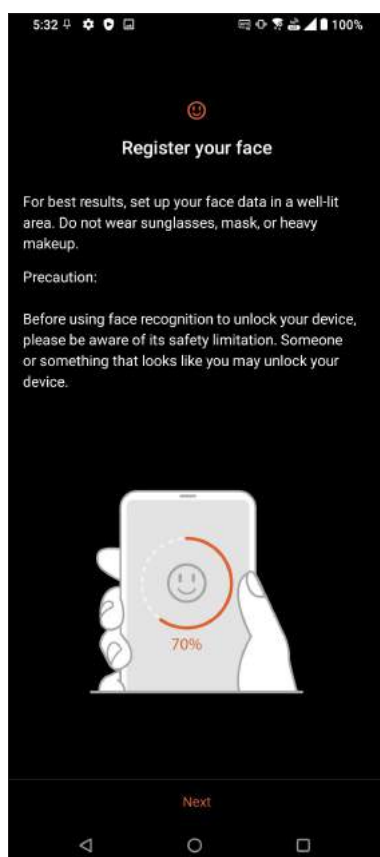 5:32
100%
Register your face
For best results, set up your face data in a well-lit
area. Do not wear sunglasses, mask, or heavy
makeup.
Precaution:
Before using face recognition to unlock your device,
please be aware of its safety limitation. Someone
or something that looks like you may unlock your
device.
70%
Next